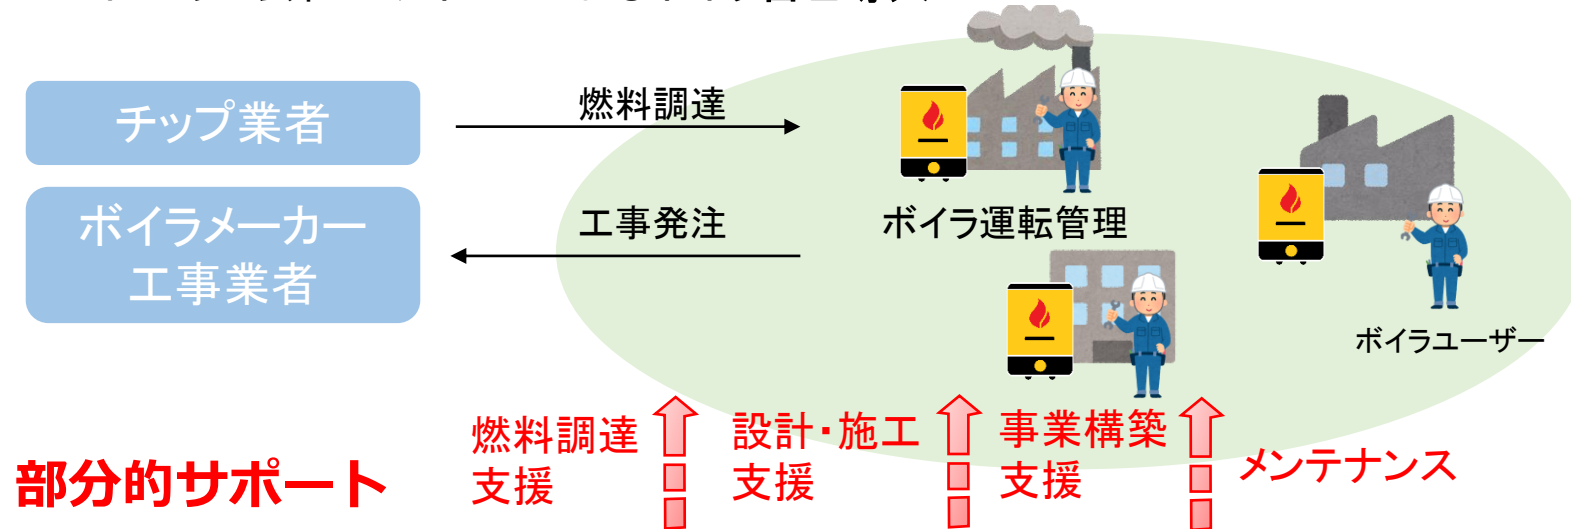 チップ業者
燃料調達
ボイラメーカー
工事業者
工事発注
ボイラ運転管理
ボイラユーザー
部分的サポート
燃料調達
支援
設計・施工
支援
事業構築
支援
メンテナンス